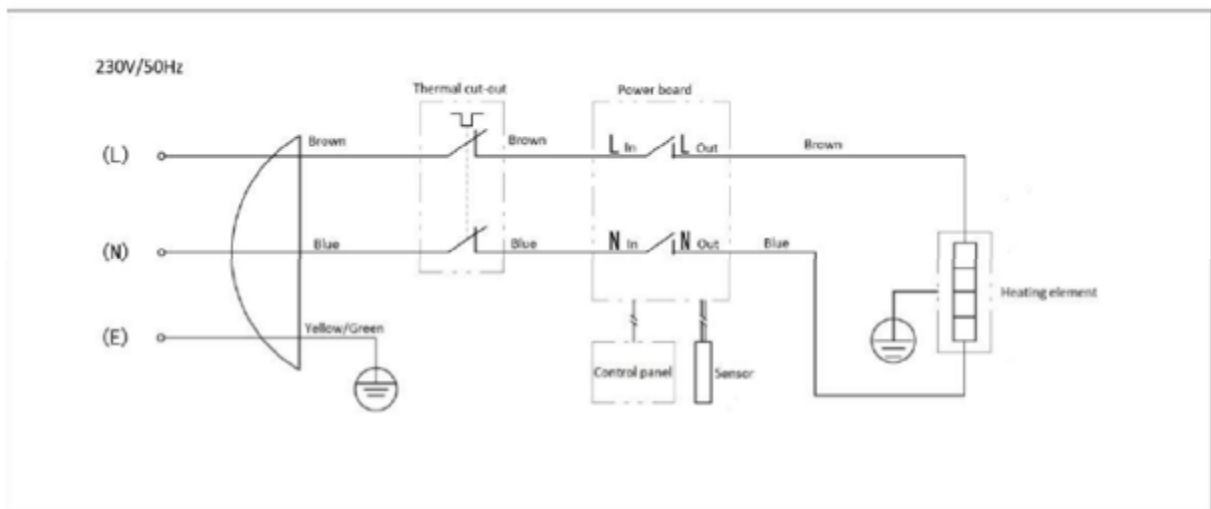 230V/50Hz
Thermal cut-out
Power board
(L)
Brown
Brown
L In
L Out
Brown
(N)
Blue
Blue
N In
N Out
Blue
Heating element
(E)
Yellow/Green
Control panel
Sensor